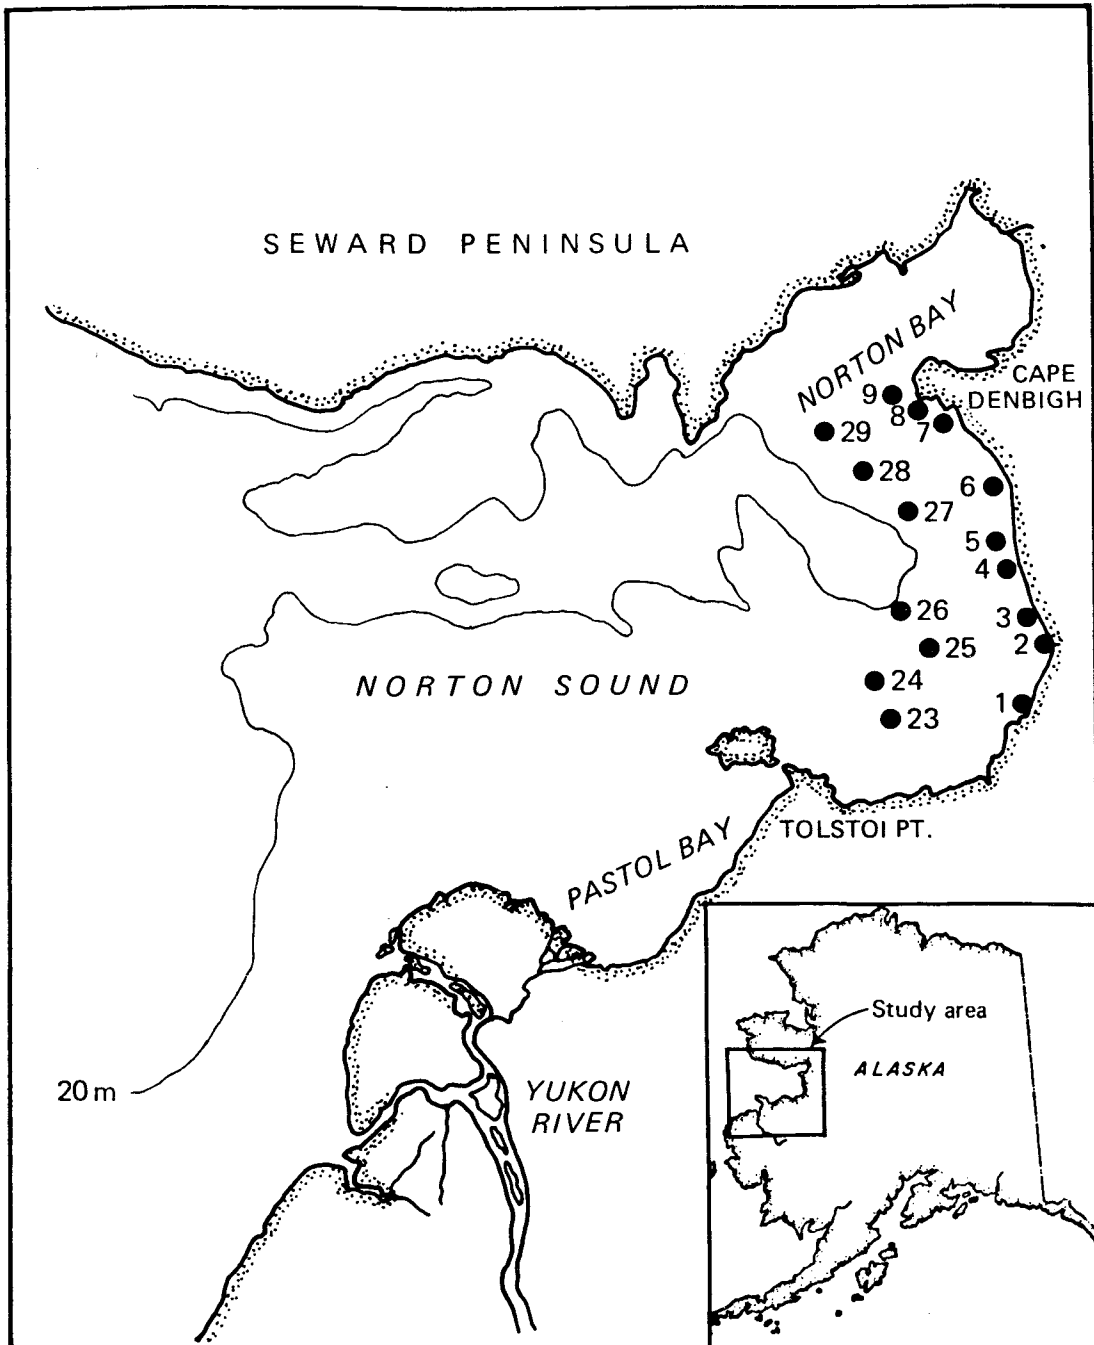 SEWARD PENINSULA
NORTON BAY
CAPE
DENBIGH
9
8
7
29
28
6
27
5
4
26
3
2
25
24
1
23
NORTON SOUND
TOLSTOI PT.
PASTOL BAY
Study area
ALASKA
20 m
YUKON
RIVER